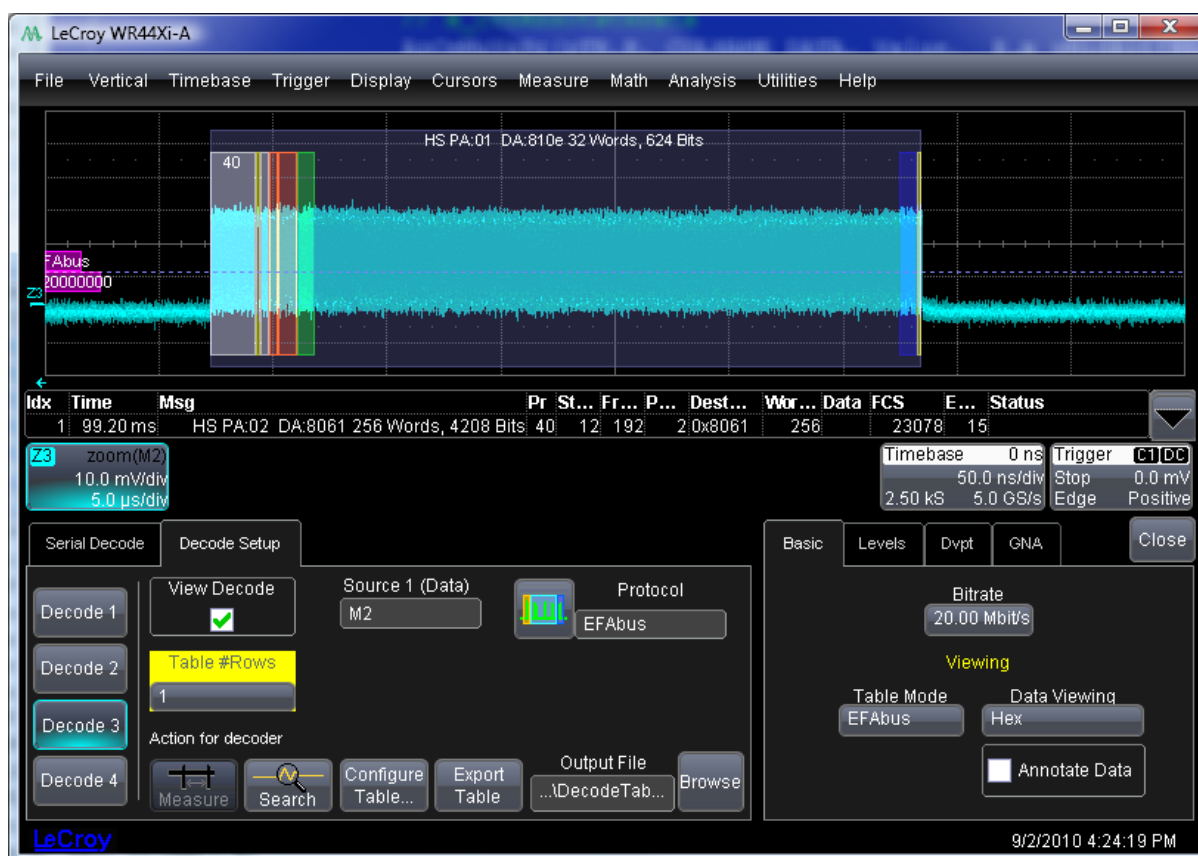 LeCroy WR44Xi-A
File Vertical Timebase Trigger Display Cursors Measure Math Analysis Utilities Help
HS PA:01 DA:810e 32 Words, 624 Bits
40
FAbus
20000000
Z3
Idx Time Msg Pr St... Fr... P... Dest... Wor... Data FCS E... Status
1 99.20 ms HS PA:02 DA:8061 256 Words, 4208 Bits 40 12 192 2 0x8061 256 23078 15
Z3 zoom(M2)
10.0 mV/div
5.0 µs/div
Timebase 0 ns
50.0 ns/div
2.50 kS 5.0 GS/s
Trigger C1 DC
Stop 0.0 mV
Edge Positive
Serial Decode Decode Setup
Basic Levels Dvpt GNA Close
Decode 1
Decode 2
Decode 3
Decode 4
View Decode
Source 1 (Data)
M2
Protocol
EFAbus
Table #Rows
1
Action for decoder
Measure
Search
Configure Table...
Export Table
Output File
...\DecodeTab...
Browse
Bitrate
20.00 Mbit/s
Viewing
Table Mode
EFAbus
Data Viewing
Hex
Annotate Data
LeCroy
9/2/2010 4:24:19 PM